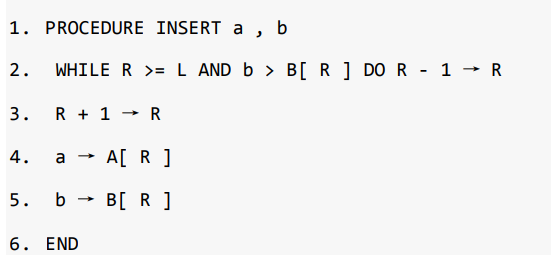 1. PROCEDURE INSERT a , b
2. WHILE R >= L AND b > B[ R ] DO R - 1 → R
3. R + 1 → R
4. a → A[ R ]
5. b → B[ R ]
6. END